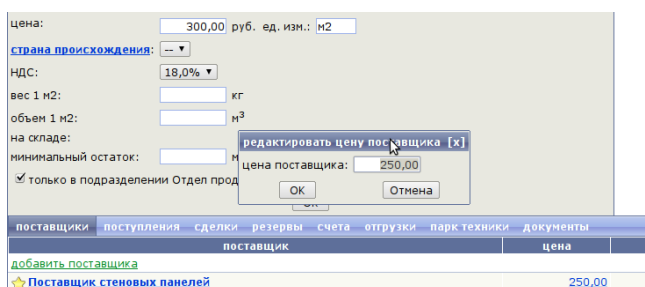 цена: 300,00 руб. ед. изм.: м2
страна происхождения: --
НДС: 18,0%
вес 1 м2: кг
объем 1 м2: м3
на складе:
редактировать цену поставщика [x]
минимальный остаток: м
цена поставщика: 250,00
только в подразделении Отдел прод
ОК Отмена
поставщики поступления сделки резервы счета отгрузки парк техники документы
поставщик цена
добавить поставщика
Поставщик стеновых панелей 250,00